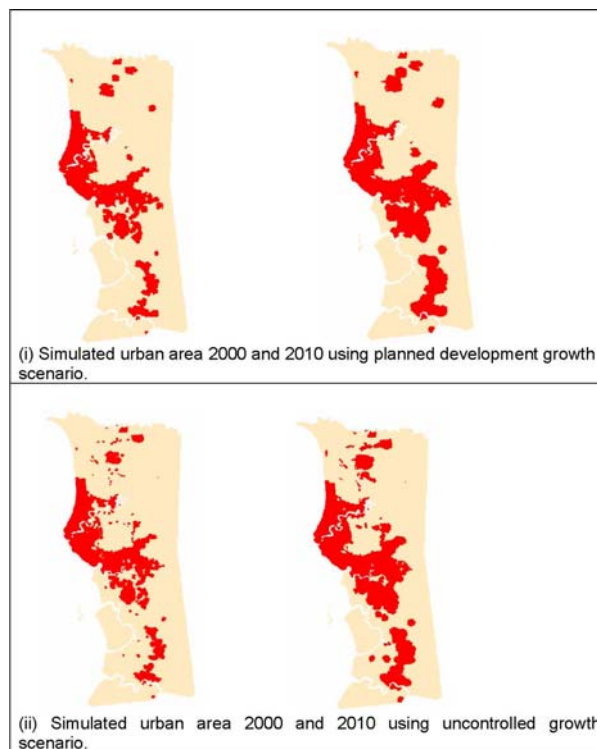 (i) Simulated urban area 2000 and 2010 using planned development growth
scenario.
(ii) Simulated urban area 2000 and 2010 using uncontrolled growth
scenario.